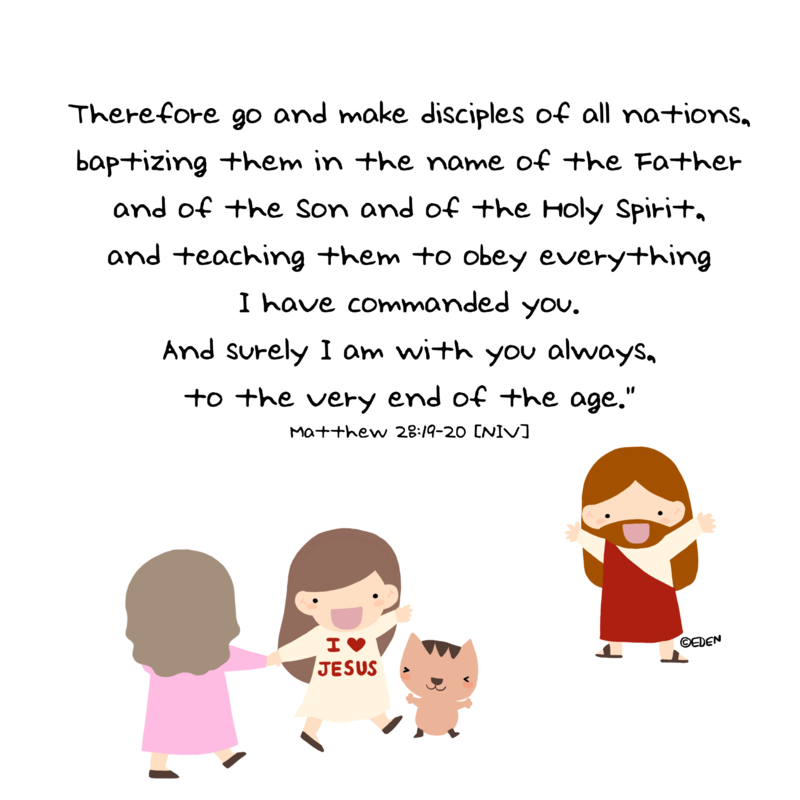 Therefore go and make disciples of all nations,
baptizing them in the name of the Father
and of the Son and of the Holy Spirit,
and teaching them to obey everything
I have commanded you.
And surely I am with you always,
to the very end of the age."
Matthew 28:19-20 [NIV]
I ♥
JESUS
©EDEN